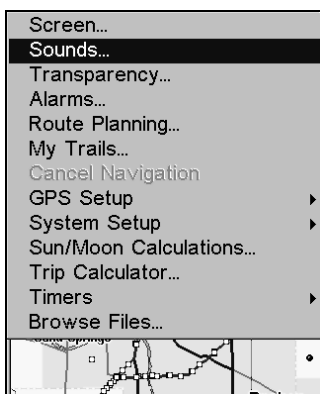 Screen...
Sounds...
Transparency...
Alarms...
Route Planning...
My Trails...
Cancel Navigation
GPS Setup
System Setup
Sun/Moon Calculations...
Trip Calculator...
Timers
Browse Files...